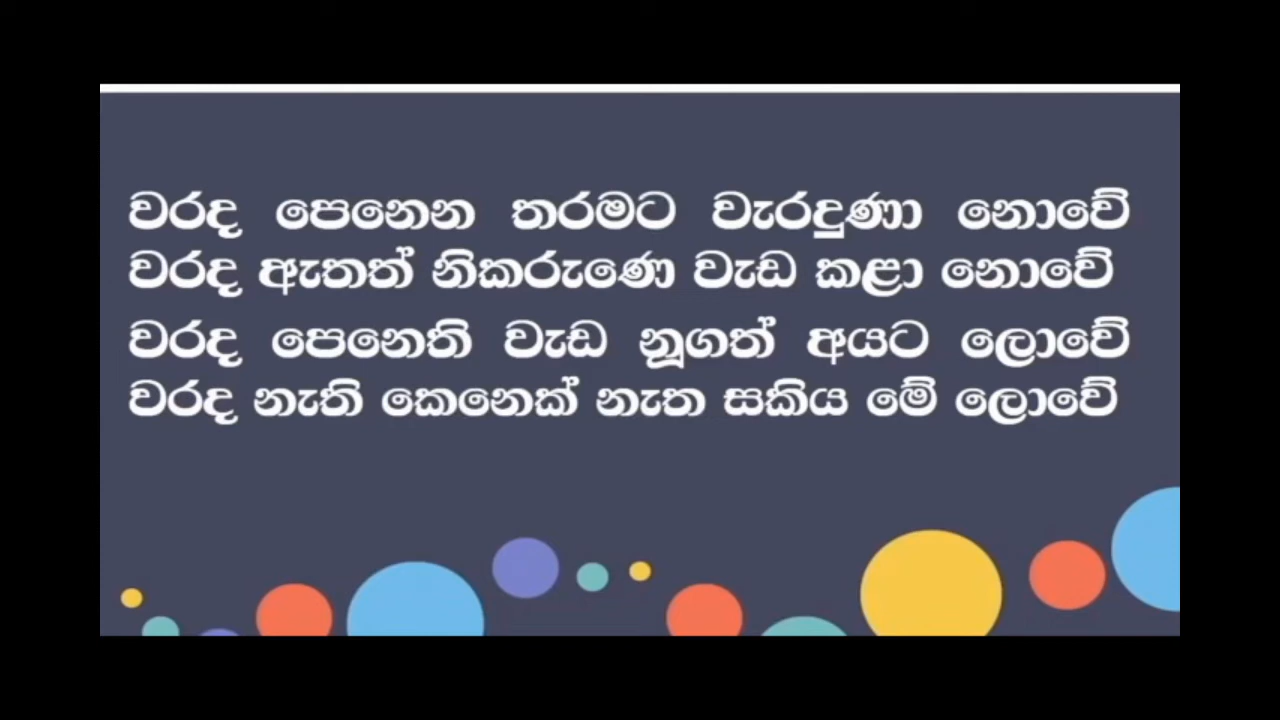 වරද පෙනෙන තරමට වැරදුණා නොවේ
වරද ඇතත් නිකරුණෙ වැඩ කළා නොවේ
වරද පෙනෙති වැඩ නූගත් අයට ලොවේ
වරද නැති කෙනෙක් නැත සකිය මේ ලොවේ